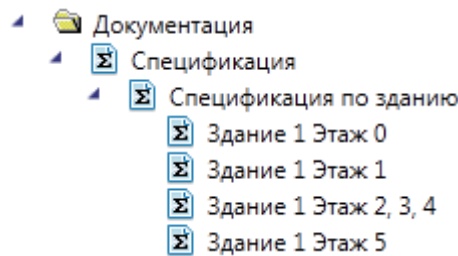 Документация
Спецификация
Спецификация по зданию
Здание 1 Этаж 0
Здание 1 Этаж 1
Здание 1 Этаж 2, 3, 4
Здание 1 Этаж 5